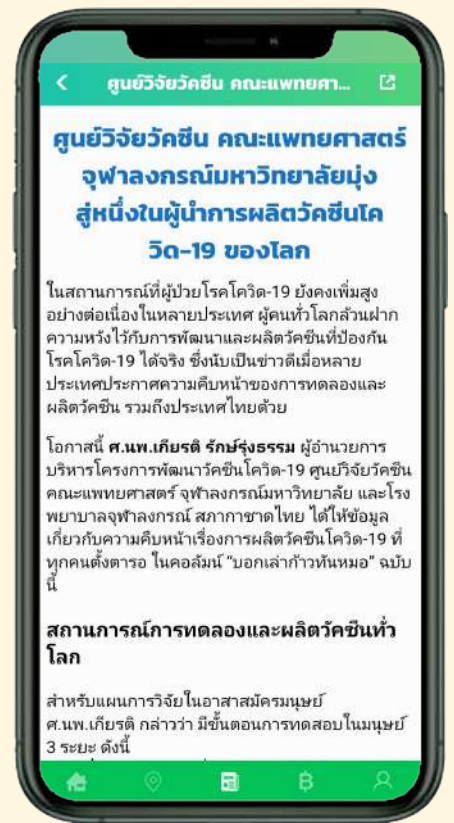 ศูนย์วิจัยวัคซีน คณะแพทยศา...
ศูนย์วิจัยวัคซีน คณะแพทยศาสตร์
จุฬาลงกรณ์มหาวิทยาลัยมุ่ง
สู่หนึ่งในผู้นำการผลิตวัคซีนโค
วิด-19 ของโลก
ในสถานการณ์ที่ผู้ป่วยโรคโควิด-19 ยังคงเพิ่มสูง
อย่างต่อเนื่องในหลายประเทศ ผู้คนทั่วโลกล้วนฝาก
ความหวังไว้กับการพัฒนาและผลิตวัคซีนที่ป้องกัน
โรคโควิด-19 ได้จริง ซึ่งนับเป็นข่าวดีเมื่อหลาย
ประเทศประกาศความคืบหน้าของการทดลองและ
ผลิตวัคซีน รวมถึงประเทศไทยด้วย
โอกาสนี้ ศ.นพ.เกียรติ รักษ์รุ่งธรรม ผู้อำนวยการ
บริหารโครงการพัฒนาวัคซีนโควิด-19 ศูนย์วิจัยวัคซีน
คณะแพทยศาสตร์ จุฬาลงกรณ์มหาวิทยาลัย และโรง
พยาบาลจุฬาลงกรณ์ สภากาชาดไทย ได้ให้ข้อมูล
เกี่ยวกับความคืบหน้าเรื่องการผลิตวัคซีนโควิด-19 ที่
ทุกคนตั้งตารอ ในคอลัมน์ “บอกเล่าก้าวทันหมอ” ฉบับ
นี้
สถานการณ์การทดลองและผลิตวัคซีนทั่ว
โลก
สำหรับแผนการวิจัยในอาสาสมัครมนุษย์
ศ.นพ.เกียรติ กล่าวว่า มีขั้นตอนการทดสอบในมนุษย์
3 ระยะ ดังนี้